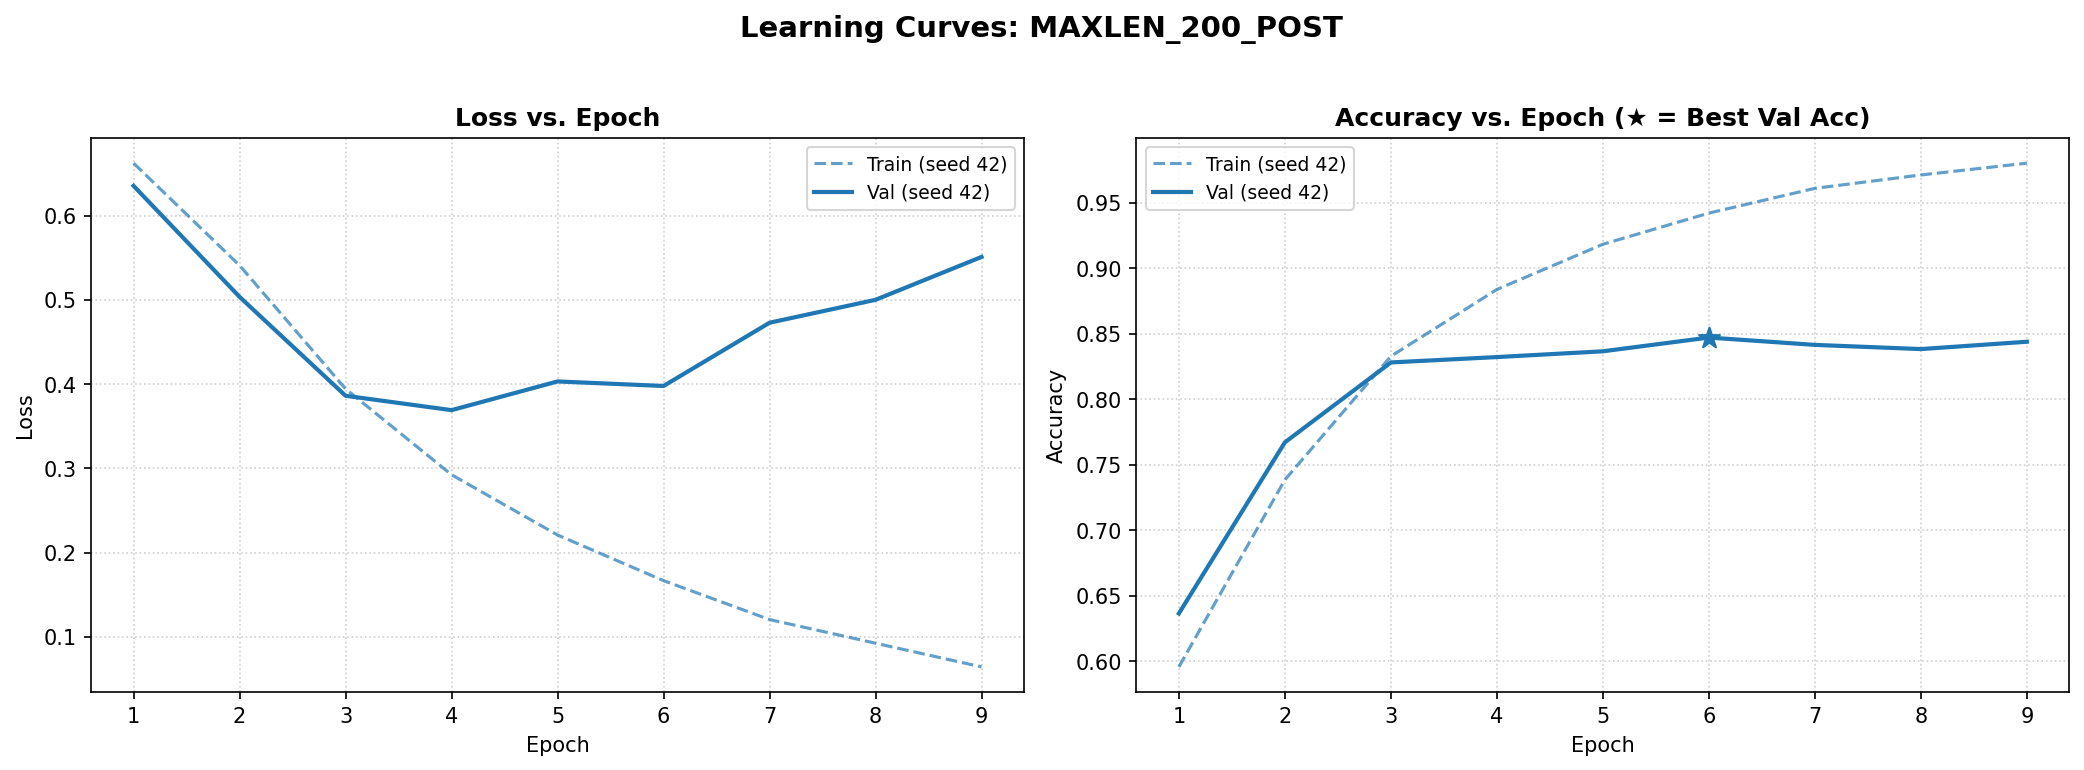 Learning Curves: MAXLEN_200_POST
Loss vs. Epoch
Train (seed 42)
Val (seed 42)
Loss
0.6
0.5
0.4
0.3
0.2
0.1
1 2 3 4 5 6 7 8 9
Epoch
Accuracy vs. Epoch (★ = Best Val Acc)
Train (seed 42)
Val (seed 42)
Accuracy
0.95
0.90
0.85
0.80
0.75
0.70
0.65
0.60
1 2 3 4 5 6 7 8 9
Epoch